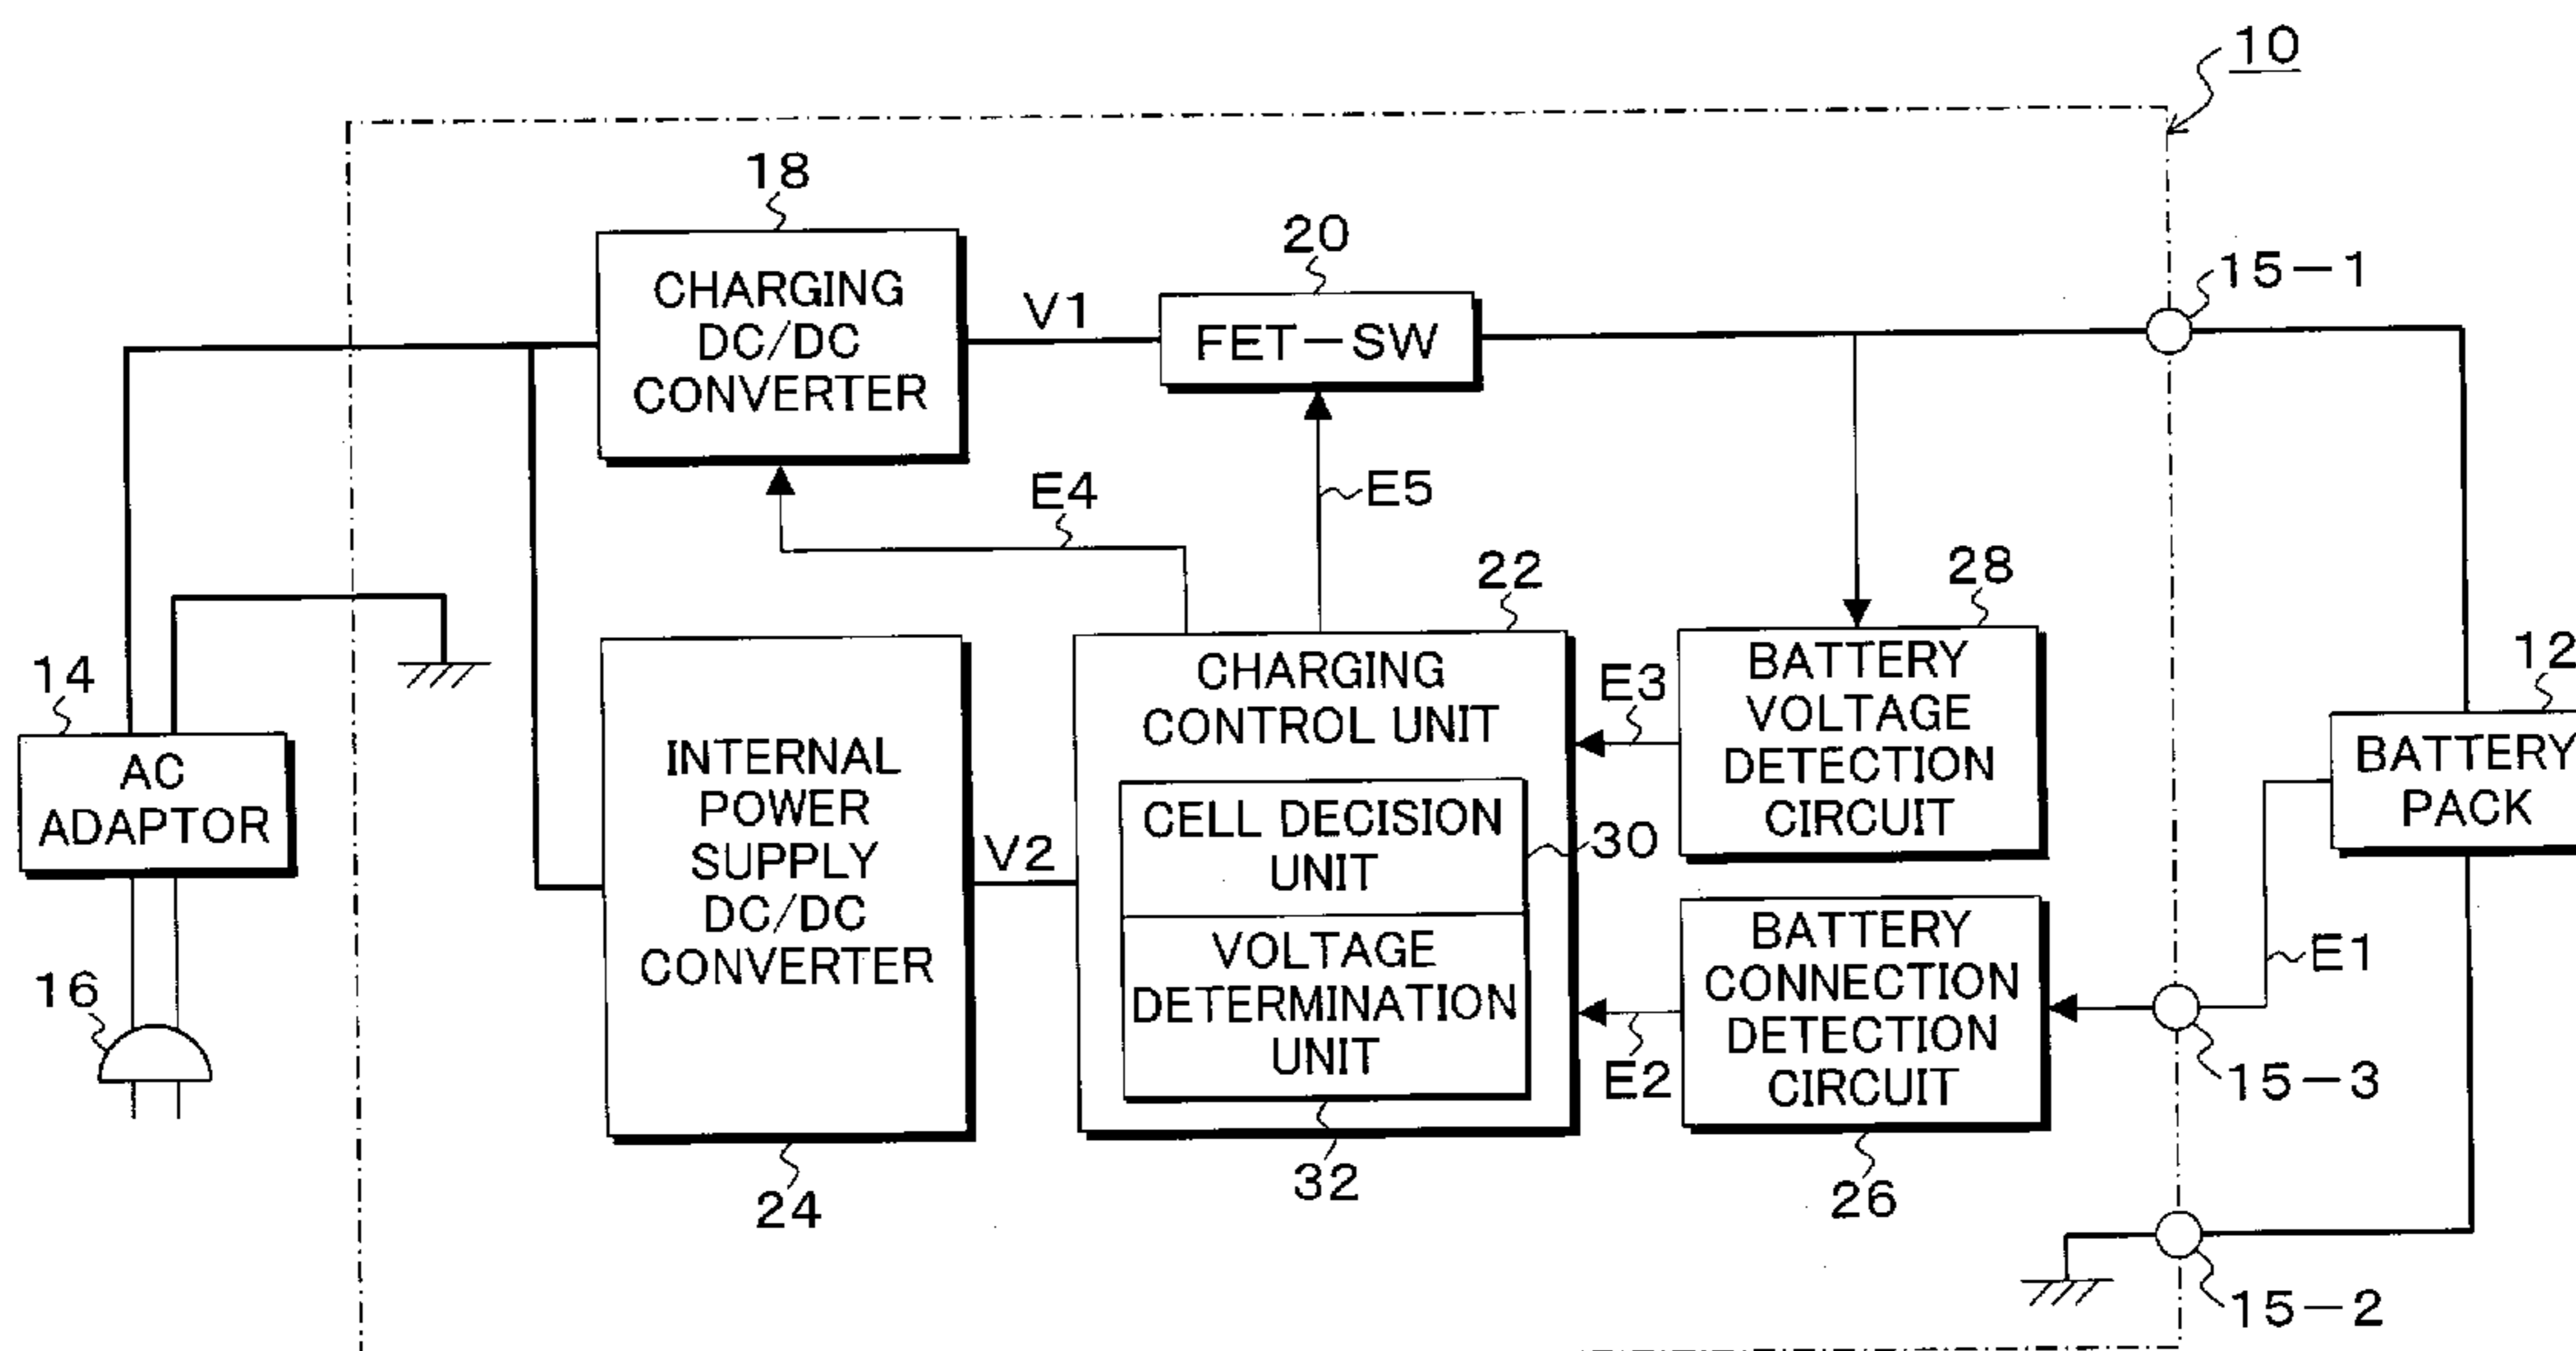 10
18
CHARGING
DC/DC
CONVERTER
V1
20
FET－SW
15－1
E4
E5
22
28
14
AC
ADAPTOR
16
INTERNAL
POWER
SUPPLY
DC/DC
CONVERTER
24
V2
CHARGING
CONTROL UNIT
CELL DECISION
UNIT
30
VOLTAGE
DETERMINATION
UNIT
32
E3
BATTERY
VOLTAGE
DETECTION
CIRCUIT
E2
BATTERY
CONNECTION
DETECTION
CIRCUIT
26
12
BATTERY
PACK
E1
15－3
15－2